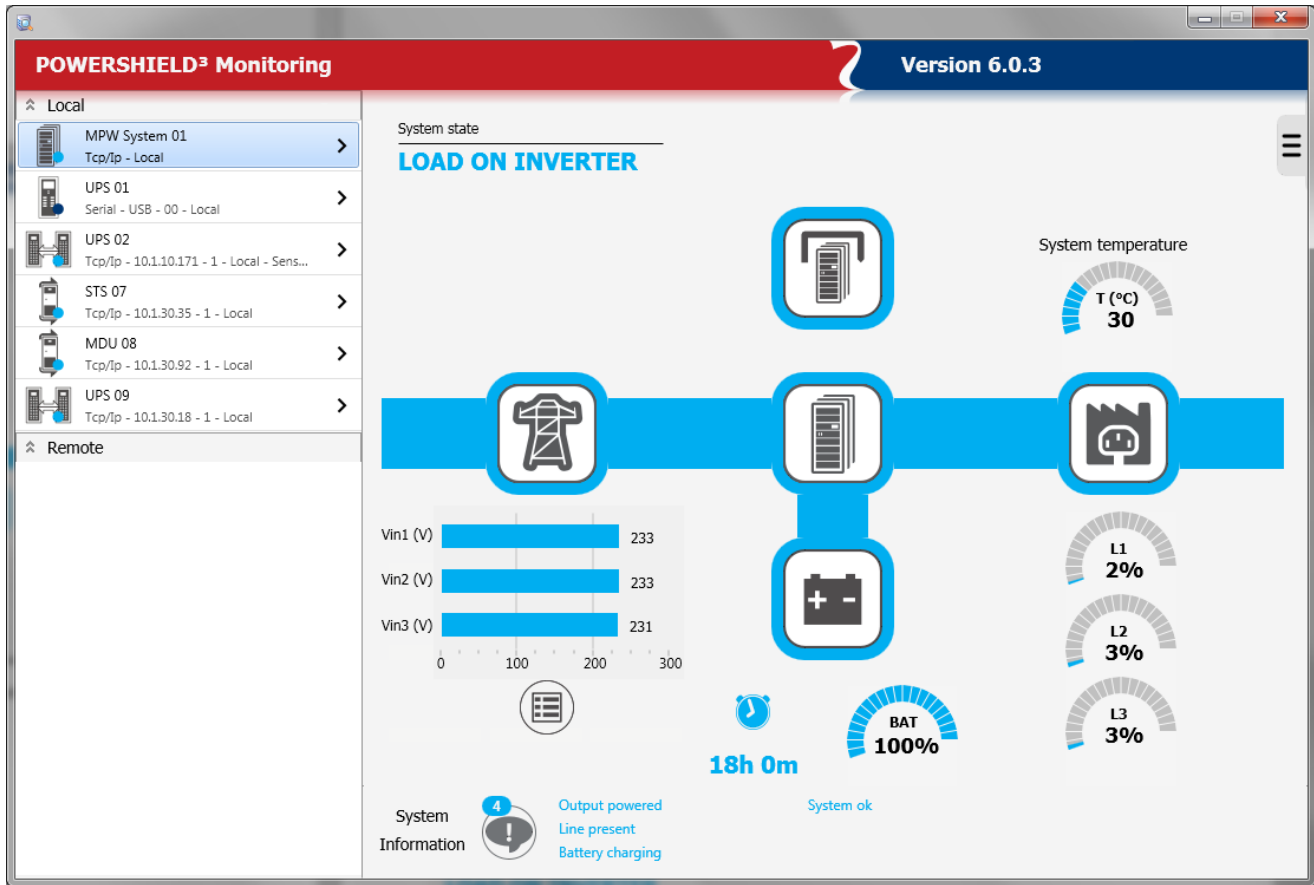 POWERSHIELD³ Monitoring
Version 6.0.3
Local
MPW System 01
Tcp/Ip - Local
UPS 01
Serial - USB - 00 - Local
UPS 02
Tcp/Ip - 10.1.10.171 - 1 - Local - Sens...
STS 07
Tcp/Ip - 10.1.30.35 - 1 - Local
MDU 08
Tcp/Ip - 10.1.30.92 - 1 - Local
UPS 09
Tcp/Ip - 10.1.30.18 - 1 - Local
Remote
System state
LOAD ON INVERTER
System temperature
T (°C)
30
Vin1 (V) 233
Vin2 (V) 233
Vin3 (V) 231
0 100 200 300
L1
2%
L2
3%
L3
3%
+ -
18h 0m
BAT
100%
System
Information
4
!
Output powered
Line present
Battery charging
System ok